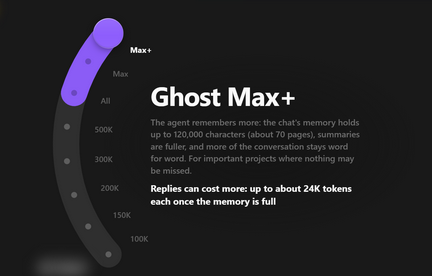 Max+
Max
All
500K
300K
200K
150K
100K
Ghost Max+
The agent remembers more: the chat's memory holds
up to 120,000 characters (about 70 pages), summaries
are fuller, and more of the conversation stays word
for word. For important projects where nothing may
be missed.
Replies can cost more: up to about 24K tokens
each once the memory is full